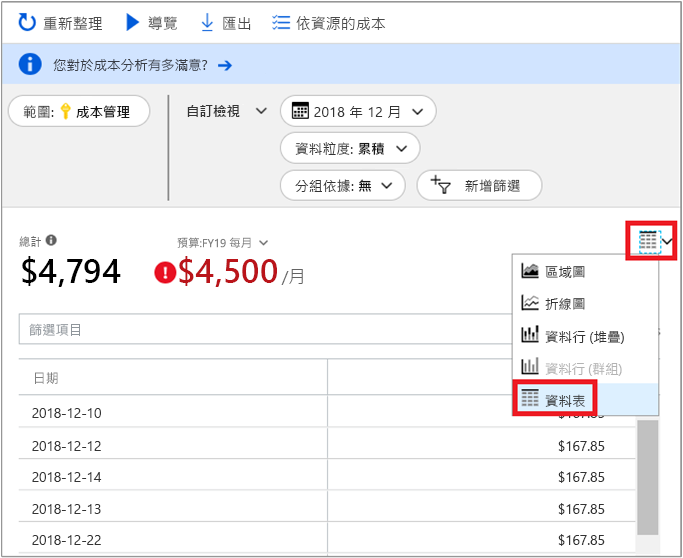 重新整理 導覽 匯出 依資源的成本
您對於成本分析有多滿意? →
範圍: 成本管理 自訂檢視 2018 年 12 月
資料粒度: 累積
分組依據: 無 新增篩選
總計 預算:FY19 每月
$4,794 $4,500 /月
區域圖
折線圖
篩選項目
資料行 (堆疊)
資料行 (群組)
日期
資料表
2018-12-10 $167.85
2018-12-12 $167.85
2018-12-14 $167.85
2018-12-13 $167.85
2018-12-22 $167.85